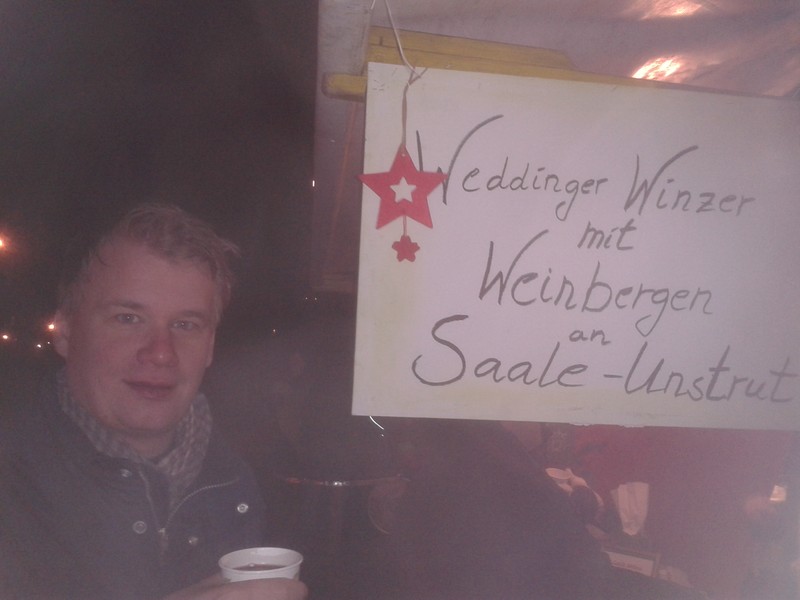 Weddinger Winzer
mit
Weinbergen
an
Saale-Unstrut